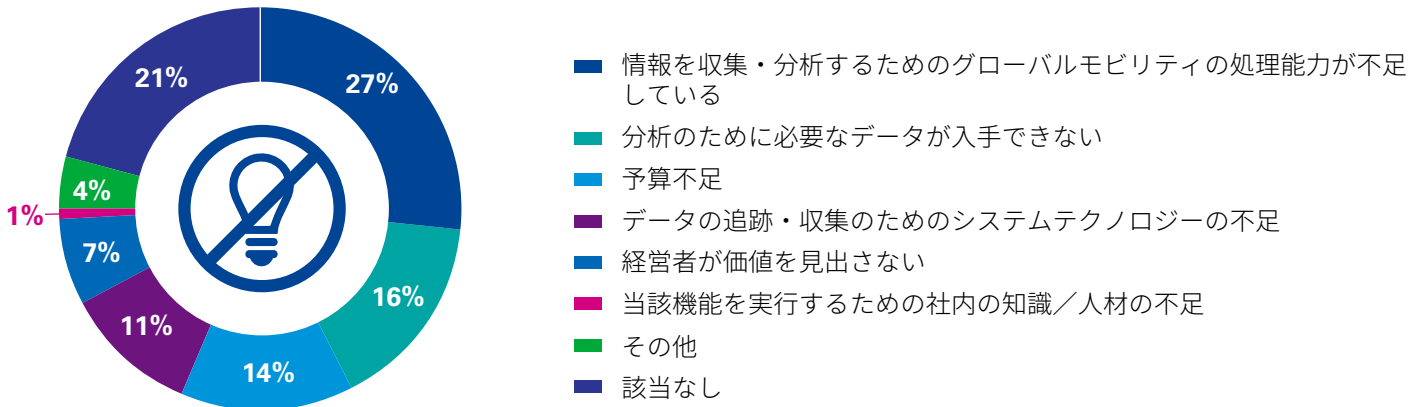 27%
16%
14%
11%
7%
1%
4%
21%
情報を収集・分析するためのグローバルモビリティの処理能力が不足
している
分析のために必要なデータが入手できない
予算不足
データの追跡・収集のためのシステムテクノロジーの不足
経営者が価値を見出さない
当該機能を実行するための社内の知識／人材の不足
その他
該当なし